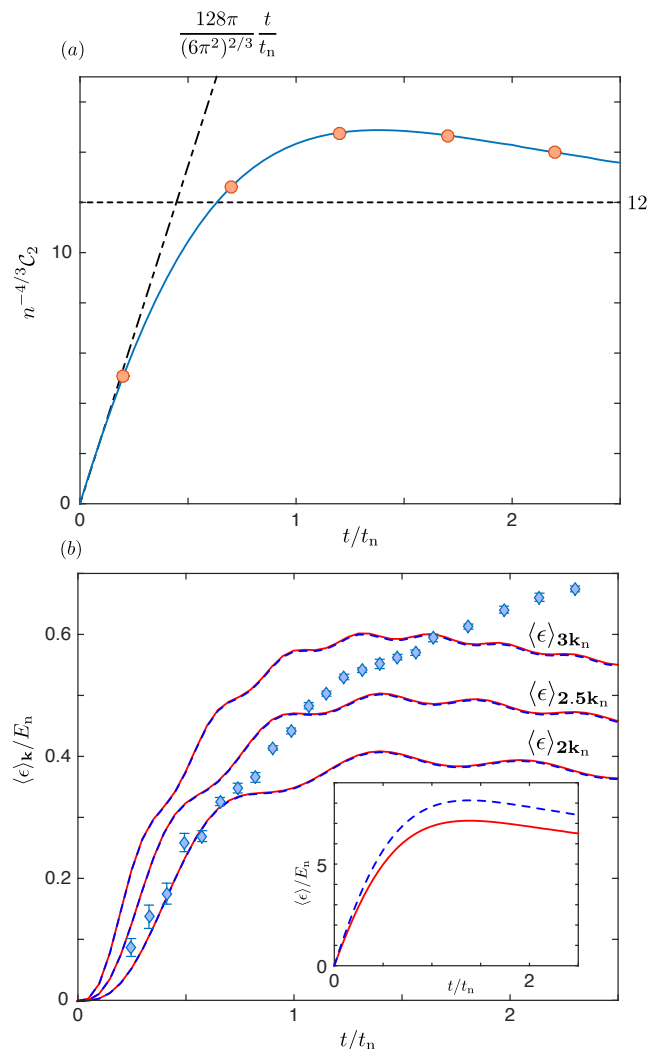 128π t
(6π²)^{2/3} t_n
(a)
12
10
n^{-4/3}C_2
0
0 1 2
t/t_n
(b)
0.6
⟨ϵ⟩_{3k_n}
⟨ϵ⟩_{2.5k_n}
0.4
⟨ϵ⟩_{2k_n}
⟨ϵ⟩_k/E_n
0.2
7
⟨ϵ⟩/E_n
0
0 1 2
t/t_n
0
0 1 2
t/t_n